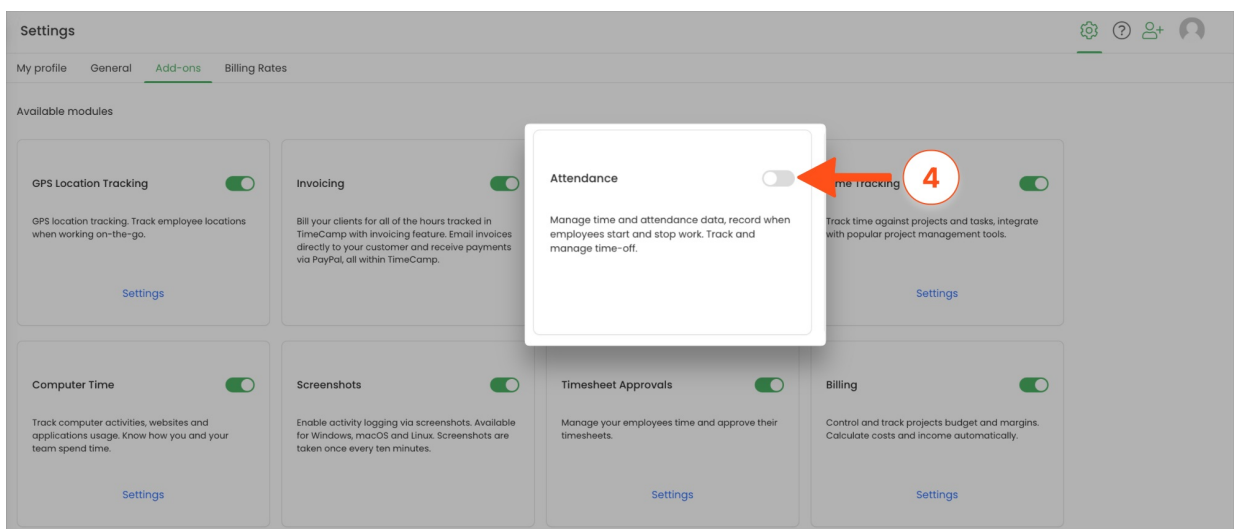 Settings
My profile General Add-ons Billing Rates
Available modules
GPS Location Tracking
GPS location tracking. Track employee locations
when working on-the-go.
Settings
Invoicing
Bill your clients for all of the hours tracked in
TimeCamp with invoicing feature. Email invoices
directly to your customer and receive payments
via PayPal, all within TimeCamp.
Attendance
Manage time and attendance data, record when
employees start and stop work. Track and
manage time-off.
4
me Tracking
Track time against projects and tasks, integrate
with popular project management tools.
Settings
Computer Time
Track computer activities, websites and
applications usage. Know how you and your
team spend time.
Settings
Screenshots
Enable activity logging via screenshots. Available
for Windows, macOS and Linux. Screenshots are
taken once every ten minutes.
Timesheet Approvals
Manage your employees time and approve their
timesheets.
Settings
Billing
Control and track projects budget and margins.
Calculate costs and income automatically.
Settings